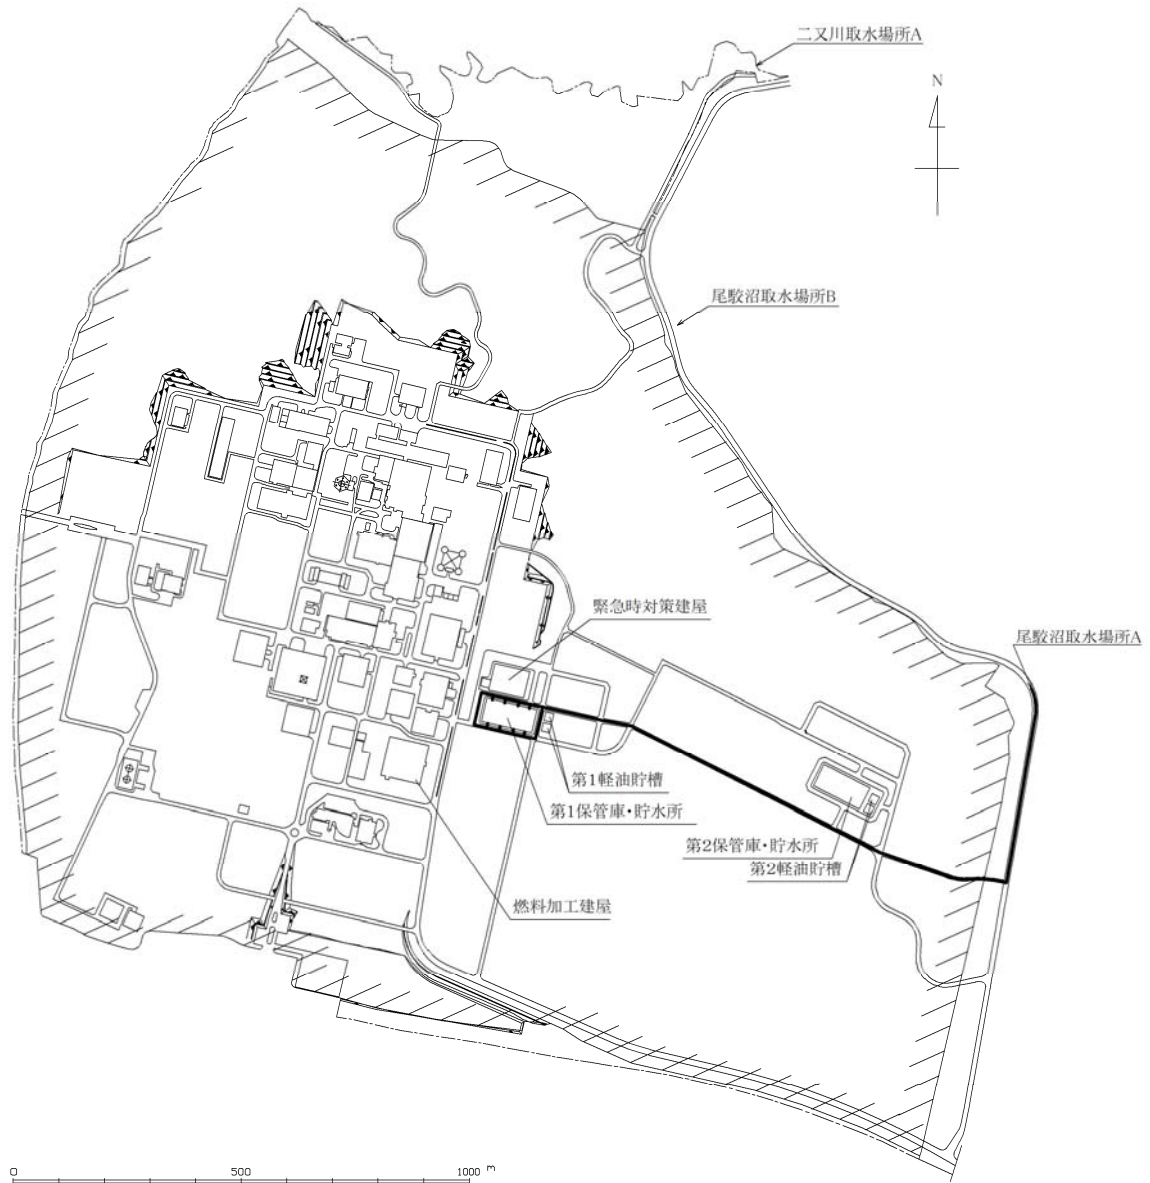 二又川取水場所A
N
尾駮沼取水場所B
緊急時対策建屋
尾駮沼取水場所A
第1軽油貯槽
第1保管庫・貯水所
第2保管庫・貯水所
第2軽油貯槽
燃料加工建屋
0 500 1000 m